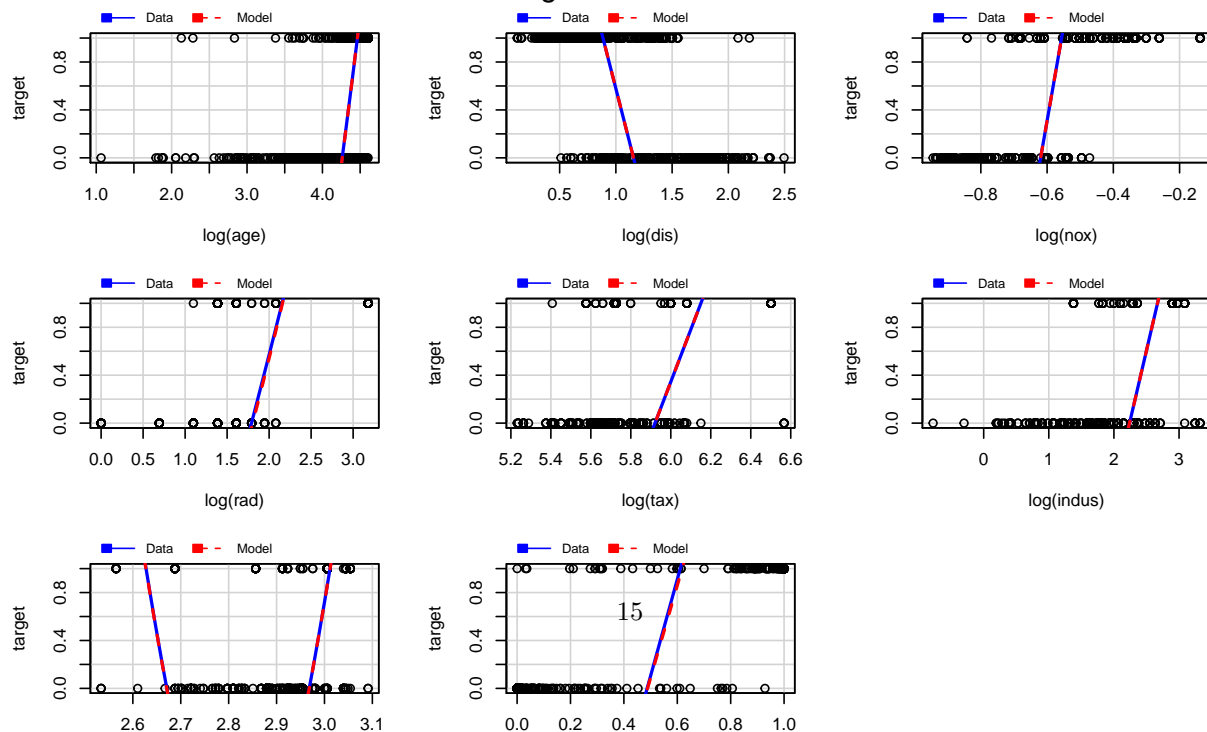 Data Model Data Model Data Model
target 0.0 0.4 0.8 target 0.0 0.4 0.8 target 0.0 0.4 0.8
1.0 2.0 3.0 4.0 0.5 1.0 1.5 2.0 2.5 −0.8 −0.6 −0.4 −0.2
log(age) log(dis) log(nox)
Data Model Data Model Data Model
target 0.0 0.4 0.8 target 0.0 0.4 0.8 target 0.0 0.4 0.8
0.0 0.5 1.0 1.5 2.0 2.5 3.0 5.2 5.4 5.6 5.8 6.0 6.2 6.4 6.6 0 1 2 3
log(rad) log(tax) log(indus)
Data Model Data Model
target 0.0 0.4 0.8 target 0.0 0.4 0.8
15
2.6 2.7 2.8 2.9 3.0 3.1 0.0 0.2 0.4 0.6 0.8 1.0